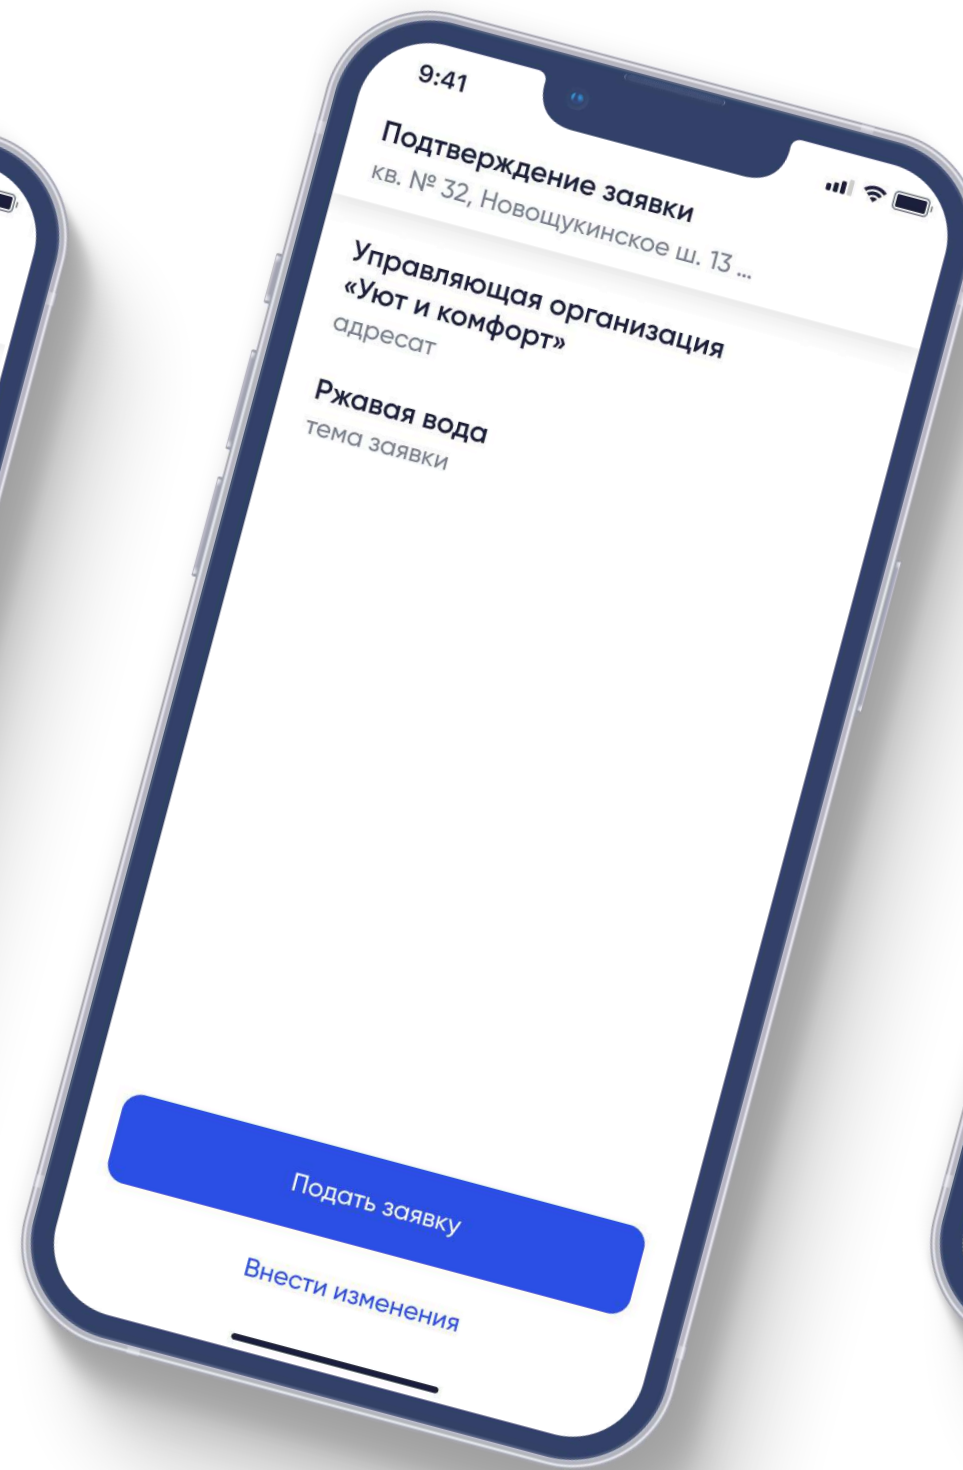 9:41
Подтверждение заявки
кв. № 32, Новощукинское ш. 13 ...
Управляющая организация
«Уют и комфорт»
адресат
Ржавая вода
тема заявки
Подать заявку
Внести изменения